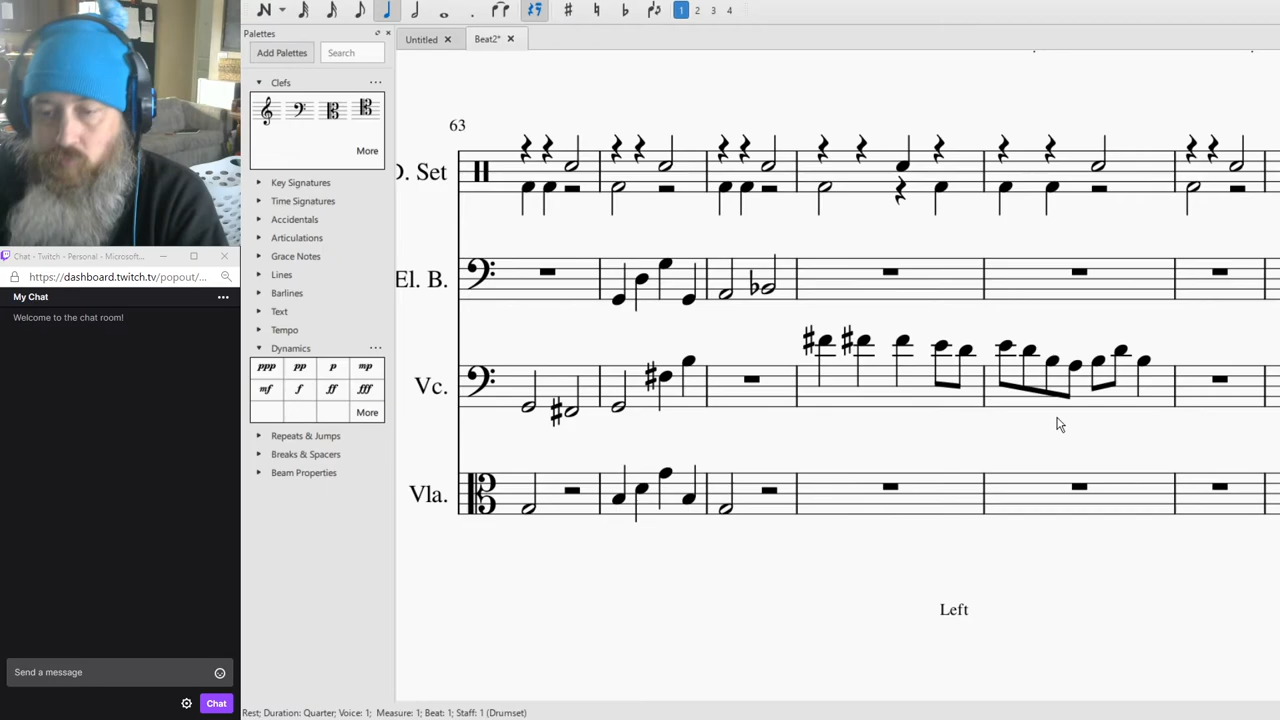 1 2 3 4
Palettes
Add Palettes
Search
Untitled
Beat2*
Clefs
More
Key Signatures
Time Signatures
Accidentals
Articulations
Grace Notes
Lines
Barlines
Text
Tempo
Dynamics
ppp pp p mp
mf f ff fff
More
Repeats & Jumps
Breaks & Spacers
Beam Properties
Chat - Twitch - Personal - Microsoft...
https://dashboard.twitch.tv/popout/...
My Chat
Welcome to the chat room!
Send a message
Chat
63
D. Set
El. B.
Vc.
Vla.
Left
Rest; Duration: Quarter; Voice: 1; Measure: 1; Beat: 1; Staff: 1 (Drumset)